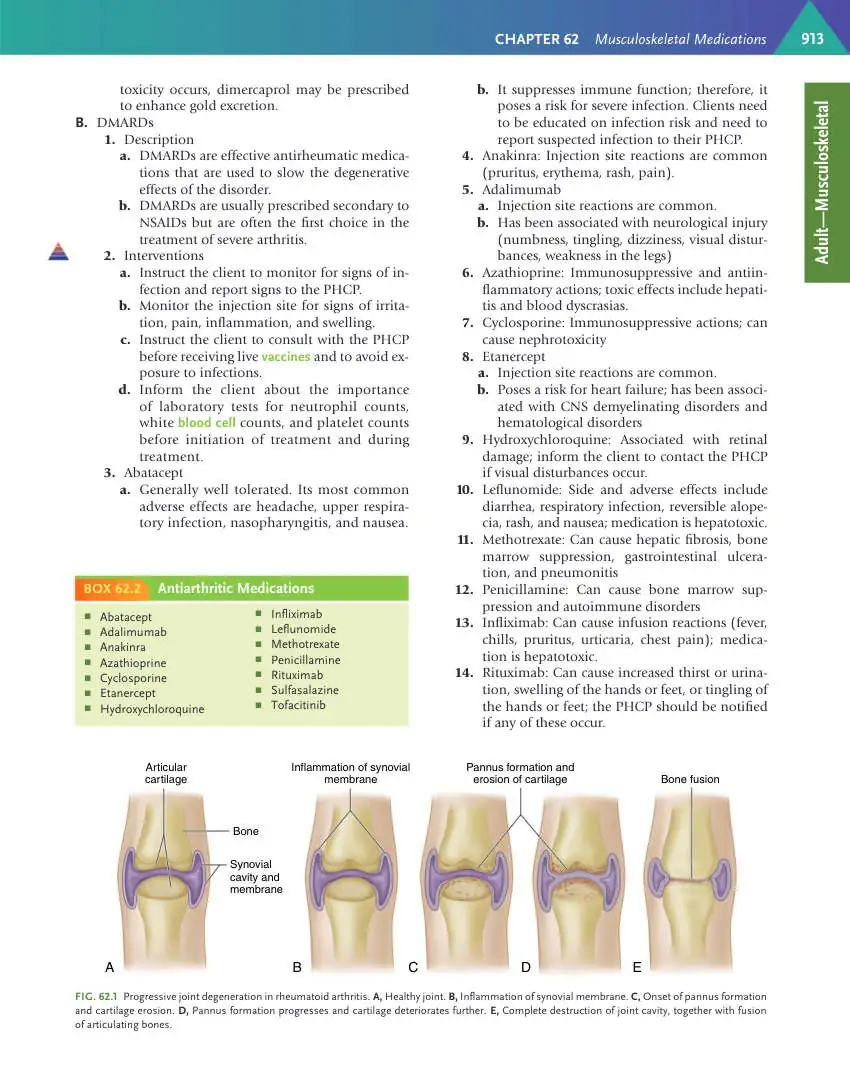 CHAPTER 62 Musculoskeletal Medications 913
toxicity occurs, dimercaprol may be prescribed
to enhance gold excretion.
B. DMARDs
1. Description
a. DMARDs are effective antirheumatic medica-
tions that are used to slow the degenerative
effects of the disorder.
b. DMARDs are usually prescribed secondary to
NSAIDs but are often the first choice in the
treatment of severe arthritis.
2. Interventions
a. Instruct the client to monitor for signs of in-
fection and report signs to the PHCP.
b. Monitor the injection site for signs of irrita-
tion, pain, inflammation, and swelling.
c. Instruct the client to consult with the PHCP
before receiving live vaccines and to avoid ex-
posure to infections.
d. Inform the client about the importance
of laboratory tests for neutrophil counts,
white blood cell counts, and platelet counts
before initiation of treatment and during
treatment.
3. Abatacept
a. Generally well tolerated. Its most common
adverse effects are headache, upper respira-
tory infection, nasopharyngitis, and nausea.
BOX 62.2 Antiarthritic Medications
■ Abatacept
■ Adalimumab
■ Anakinra
■ Azathioprine
■ Cyclosporine
■ Etanercept
■ Hydroxychloroquine
■ Infliximab
■ Leflunomide
■ Methotrexate
■ Penicillamine
■ Rituximab
■ Sulfasalazine
■ Tofacitinib
b. It suppresses immune function; therefore, it
poses a risk for severe infection. Clients need
to be educated on infection risk and need to
report suspected infection to their PHCP.
4. Anakinra: Injection site reactions are common
(pruritus, erythema, rash, pain).
5. Adalimumab
a. Injection site reactions are common.
b. Has been associated with neurological injury
(numbness, tingling, dizziness, visual distur-
bances, weakness in the legs)
6. Azathioprine: Immunosuppressive and antiin-
flammatory actions; toxic effects include hepati-
tis and blood dyscrasias.
7. Cyclosporine: Immunosuppressive actions; can
cause nephrotoxicity
8. Etanercept
a. Injection site reactions are common.
b. Poses a risk for heart failure; has been associ-
ated with CNS demyelinating disorders and
hematological disorders
9. Hydroxychloroquine: Associated with retinal
damage; inform the client to contact the PHCP
if visual disturbances occur.
10. Leflunomide: Side and adverse effects include
diarrhea, respiratory infection, reversible alope-
cia, rash, and nausea; medication is hepatotoxic.
11. Methotrexate: Can cause hepatic fibrosis, bone
marrow suppression, gastrointestinal ulcera-
tion, and pneumonitis
12. Penicillamine: Can cause bone marrow sup-
pression and autoimmune disorders
13. Infliximab: Can cause infusion reactions (fever,
chills, pruritus, urticaria, chest pain); medica-
tion is hepatotoxic.
14. Rituximab: Can cause increased thirst or urina-
tion, swelling of the hands or feet, or tingling of
the hands or feet; the PHCP should be notified
if any of these occur.
Adult—Musculoskeletal
Articular
cartilage
Bone
Synovial
cavity and
membrane
Inflammation of synovial
membrane
Pannus formation and
erosion of cartilage
Bone fusion
A B C D E
FIG. 62.1 Progressive joint degeneration in rheumatoid arthritis. A, Healthy joint. B, Inflammation of synovial membrane. C, Onset of pannus formation
and cartilage erosion. D, Pannus formation progresses and cartilage deteriorates further. E, Complete destruction of joint cavity, together with fusion
of articulating bones.